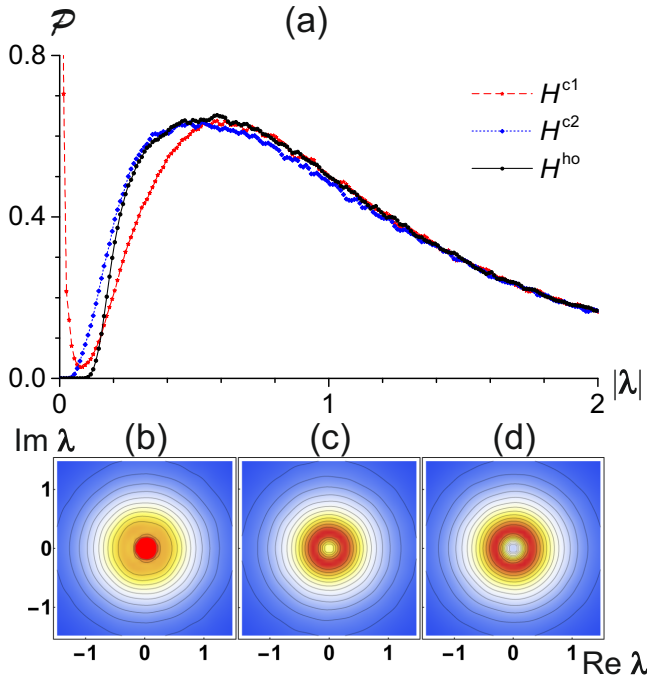 𝒫 (a)
0.8
H^c1
H^c2
H^ho
0.4
0.0
0 1 2 |λ|
Im λ (b) (c) (d)
1
0
−1
−1 0 1 −1 0 1 −1 0 1 Re λ